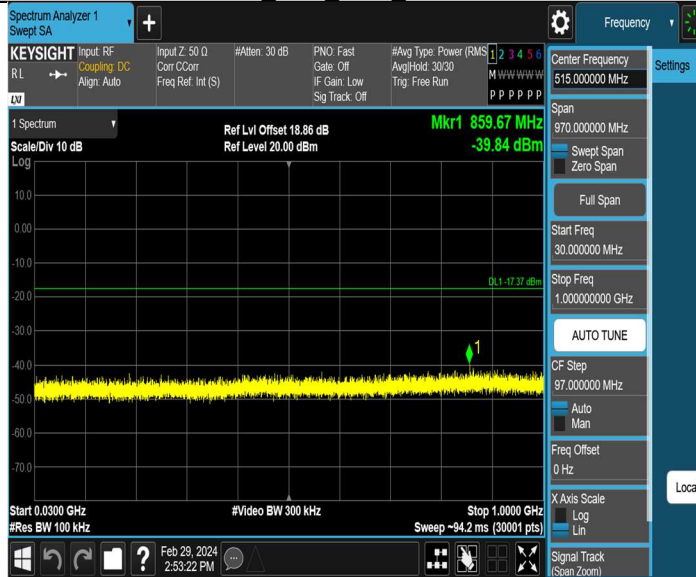 Spectrum Analyzer 1
Swept SA
Frequency
KEYSIGHT
RL
LXI
Input: RF
Coupling: DC
Align: Auto
Input Z: 50 Ω
Corr CCorr
Freq Ref: Int (S)
#Atten: 30 dB
PNO: Fast
Gate: Off
IF Gain: Low
Sig Track: Off
#Avg Type: Power (RMS
Avg|Hold: 30/30
Trig: Free Run
1 2 3 4 5 6
M W W W W W
P P P P P P
1 Spectrum
Scale/Div 10 dB
Log
Ref Lvl Offset 18.86 dB
Ref Level 20.00 dBm
Mkr1 859.67 MHz
-39.84 dBm
10.0
0.00
-10.0
DL1 -17.37 dBm
-20.0
-30.0
1
-40.0
-50.0
-60.0
-70.0
Start 0.0300 GHz
#Res BW 100 kHz
#Video BW 300 kHz
Stop 1.0000 GHz
Sweep ~94.2 ms (30001 pts)
?
Feb 29, 2024
2:53:22 PM
Center Frequency
515.000000 MHz
Span
970.000000 MHz
Swept Span
Zero Span
Full Span
Start Freq
30.000000 MHz
Stop Freq
1.000000000 GHz
AUTO TUNE
CF Step
97.000000 MHz
Auto
Man
Freq Offset
0 Hz
X Axis Scale
Log
Lin
Signal Track
(Span Zoom)
Settings
Loca